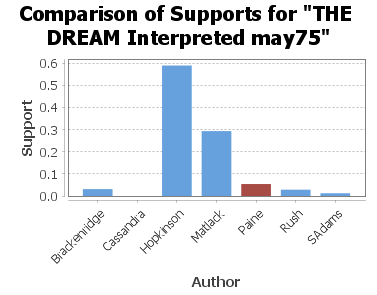 Comparison of Supports for "THE
DREAM Interpreted may75"
Support
0.6
0.5
0.4
0.3
0.2
0.1
0.0
Brackenridge
Cassandra
Hopkinson
Matlack
Paine
Rush
SAdams
Author